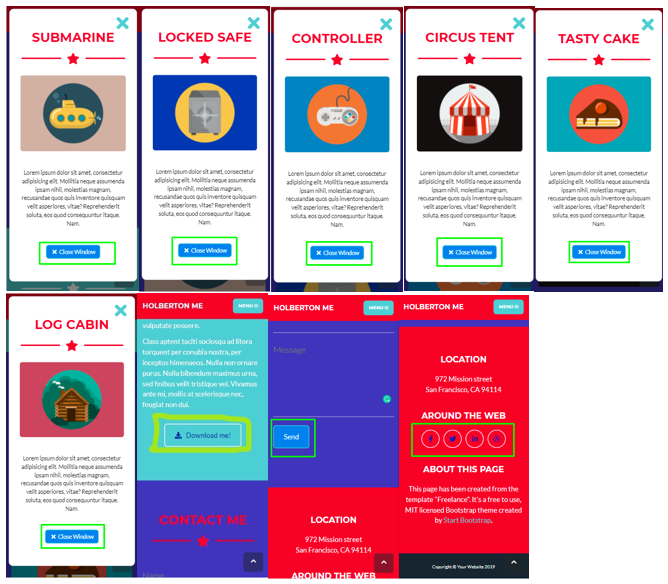 SUBMARINE
Lorem ipsum dolor sit amet, consectetur
adipisicing elit. Mollitia neque assumenda
ipsam nihil, molestias magnam,
recusandae quos quis inventore quisquam
velit asperiores, vitae? Reprehenderit
soluta, eos quod consequuntur itaque.
Nam.
Close Window
LOCKED SAFE
Lorem ipsum dolor sit amet, consectetur
adipisicing elit. Mollitia neque assumenda
ipsam nihil, molestias magnam,
recusandae quos quis inventore quisquam
velit asperiores, vitae? Reprehenderit
soluta, eos quod consequuntur itaque.
Nam.
Close Window
CONTROLLER
Lorem ipsum dolor sit amet, consectetur
adipisicing elit. Mollitia neque assumenda
ipsam nihil, molestias magnam,
recusandae quos quis inventore quisquam
velit asperiores, vitae? Reprehenderit
soluta, eos quod consequuntur itaque.
Nam.
Close Window
CIRCUS TENT
Lorem ipsum dolor sit amet, consectetur
adipisicing elit. Mollitia neque assumenda
ipsam nihil, molestias magnam,
recusandae quos quis inventore quisquam
velit asperiores, vitae? Reprehenderit
soluta, eos quod consequuntur itaque.
Nam.
Close Window
TASTY CAKE
Lorem ipsum dolor sit amet, consectetur
adipisicing elit. Mollitia neque assumenda
ipsam nihil, molestias magnam,
recusandae quos quis inventore quisquam
velit asperiores, vitae? Reprehenderit
soluta, eos quod consequuntur itaque.
Nam.
Close Window
LOG CABIN
Lorem ipsum dolor sit amet, consectetur
adipisicing elit. Mollitia neque assumenda
ipsam nihil, molestias magnam,
recusandae quos quis inventore quisquam
velit asperiores, vitae? Reprehenderit
soluta, eos quod consequuntur itaque.
Nam.
Close Window
HOLBERTON ME
MENU
vulputate posuere.
Class aptent taciti sociosqu ad litora
torquent per conubia nostra, per
inceptos himenaeos. Nulla non ornare
purus. Nulla bibendum maximus urna,
sed finibus velit tristique vel. Vivamus
ante mi, mollis at scelerisque nec,
feugiat non dui.
Download me!
CONTACT ME
Name
HOLBERTON ME
MENU
Message
Send
LOCATION
972 Mission street
San Francisco, CA 94114
AROUND THE WEB
HOLBERTON ME
MENU
LOCATION
972 Mission street
San Francisco, CA 94114
AROUND THE WEB
ABOUT THIS PAGE
This page has been created from the
template "Freelance". It's a free to use,
MIT licensed Bootstrap theme created
by Start Bootstrap.
Copyright © Your Website 2019